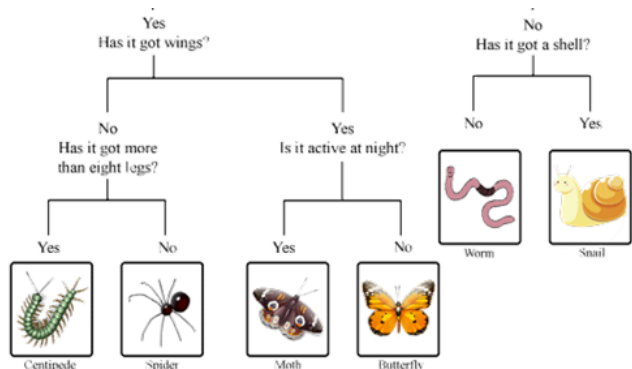 Yes
Has it got wings?
No
Has it got a shell?
No
Has it got more
than eight legs?
Yes
Is it active at night?
No
Yes
Worm
Snail
Yes
No
Yes
No
Centipede
Spider
Moth
Butterfly